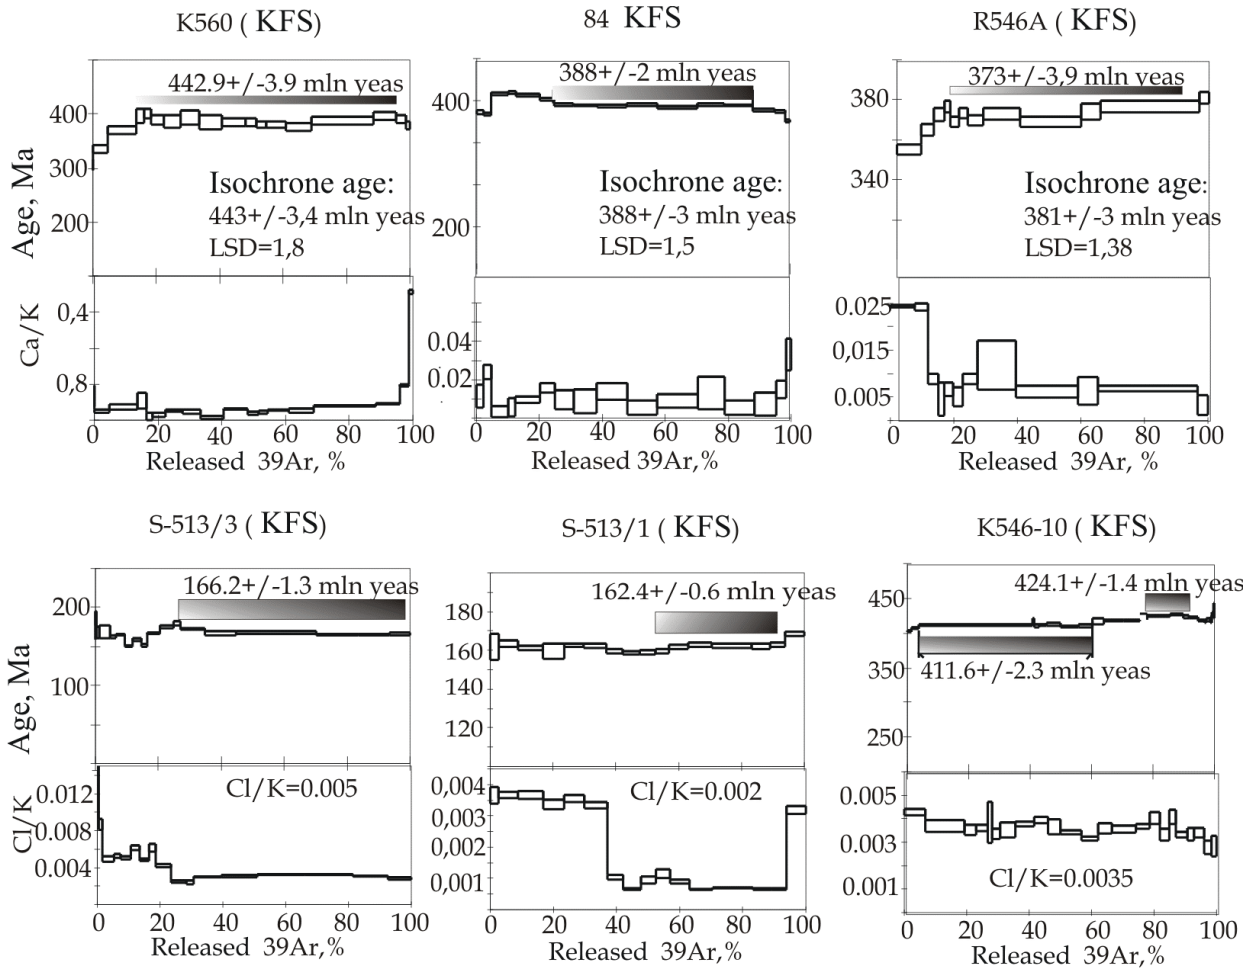 K560 ( KFS)
84 KFS
R546A ( KFS)
442.9+/-3.9 mln yeas
388+/-2 mln yeas
373+/-3,9 mln yeas
400
300
200
Age, Ma
Isochrone age:
443+/-3,4 mln yeas
LSD=1,8
400
200
Isochrone age:
388+/-3 mln yeas
LSD=1,5
380
340
Isochrone age:
381+/-3 mln yeas
LSD=1,38
Ca/K
0,4
0,8
0.04
0.02
0.025
0,015
0.005
0 20 40 60 80 100
Released 39Ar, %
0 20 40 60 80 100
Released 39Ar,%
0 20 40 60 80 100
Released 39Ar,%
S-513/3 ( KFS)
S-513/1 ( KFS)
K546-10 ( KFS)
166.2+/-1.3 mln yeas
162.4+/-0.6 mln yeas
424.1+/-1.4 mln yeas
411.6+/-2.3 mln yeas
200
100
Age, Ma
180
160
140
120
450
350
250
Cl/K
0.012
0.008
0.004
Cl/K=0.005
0.004
0,003
0,002
0,001
Cl/K=0.002
0.005
0.003
0.001
Cl/K=0.0035
0 20 40 60 80 100
Released 39Ar,%
0 20 40 60 80 100
Released 39Ar,%
0 20 40 60 80 100
Released 39Ar,%